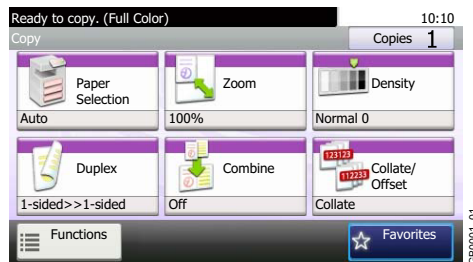 Ready to copy. (Full Color) 10:10
Copy Copies 1
Paper Selection Zoom Density
Auto 100% Normal 0
123123
112233
Duplex Combine Collate/ Offset
1-sided>>1-sided Off Collate
Functions Favorites